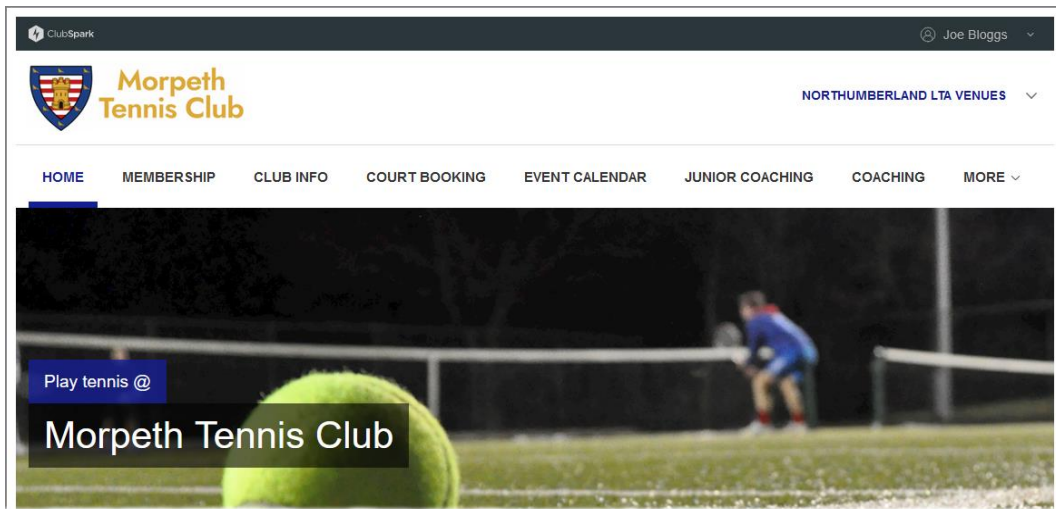 ClubSpark
Joe Bloggs
Morpeth
Tennis Club
NORTHUMBERLAND LTA VENUES
HOME MEMBERSHIP CLUB INFO COURT BOOKING EVENT CALENDAR JUNIOR COACHING COACHING MORE
Play tennis @
Morpeth Tennis Club